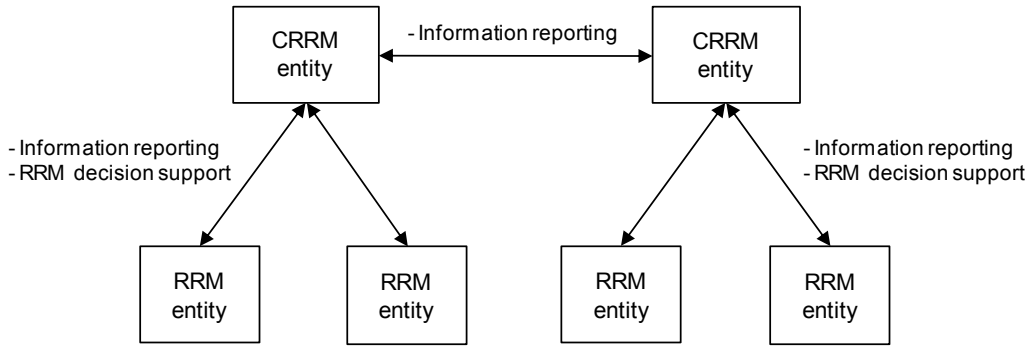 CRRM
entity
- Information reporting
CRRM
entity
- Information reporting
- RRM decision support
- Information reporting
- RRM decision support
RRM
entity
RRM
entity
RRM
entity
RRM
entity